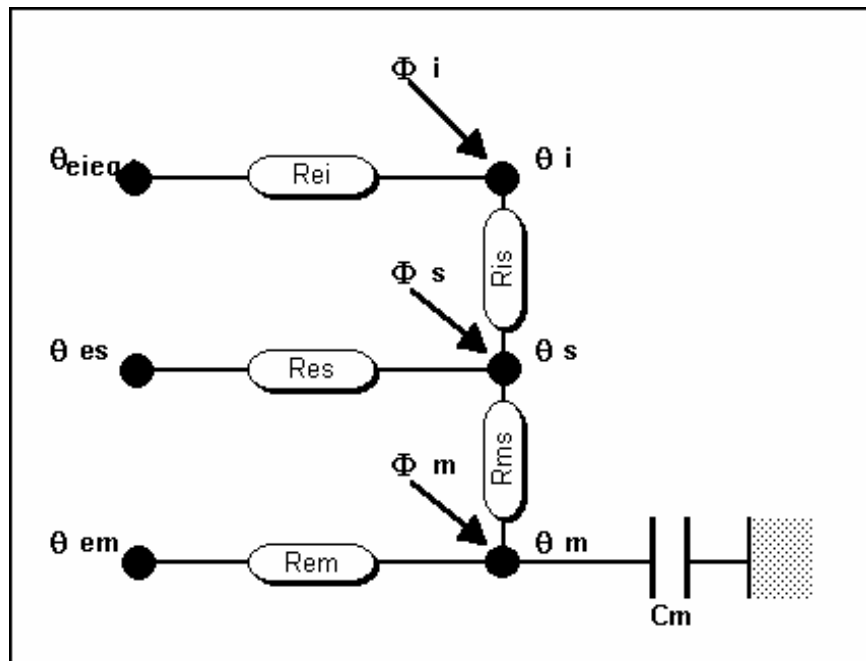 Φ i
θeieq
Rei
θ i
Ris
Φ s
θ es
Res
θ s
Rms
Φ m
θ em
Rem
θ m
Cm